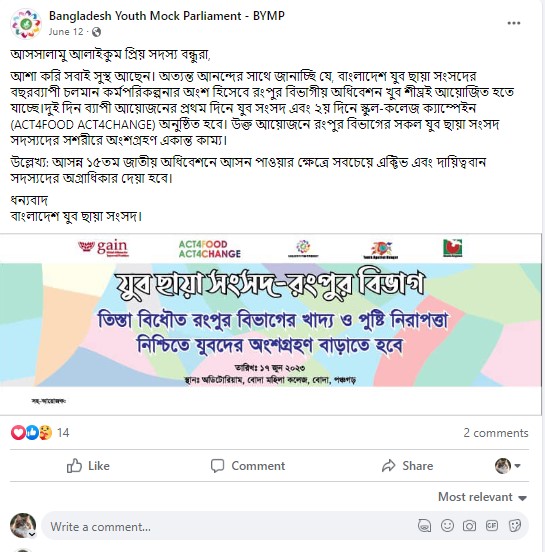 Bangladesh Youth Mock Parliament - BYMP
June 12 ·
আসসালামু আলাইকুম প্রিয় সদস্য বন্ধুরা,
আশা করি সবাই সুস্থ আছেন। অত্যন্ত আনন্দের সাথে জানাচ্ছি যে, বাংলাদেশ যুব ছায়া সংসদের
বছরব্যাপী চলমান কর্মপরিকল্পনার অংশ হিসেবে রংপুর বিভাগীয় অধিবেশন খুব শীঘ্রই আয়োজিত হতে
যাচ্ছে।দুই দিন ব্যাপী আয়োজনের প্রথম দিনে যুব সংসদ এবং ২য় দিনে স্কুল-কলেজ ক্যাম্পেইন
(ACT4FOOD ACT4CHANGE) অনুষ্ঠিত হবে। উক্ত আয়োজনে রংপুর বিভাগের সকল যুব ছায়া সংসদ
সদস্যদের সশরীরে অংশগ্রহণ একান্ত কাম্য।
উল্লেখ্য: আসন্ন ১৫তম জাতীয় অধিবেশনে আসন পাওয়ার ক্ষেত্রে সবচেয়ে এক্টিভ এবং দায়িত্ববান
সদস্যদের অগ্রাধিকার দেয়া হবে।
ধন্যবাদ
বাংলাদেশ যুব ছায়া সংসদ।
gain
ACT4FOOD
ACT4CHANGE
যুব ছায়া সংসদ-রংপুর বিভাগ
তিস্তা বিধৌত রংপুর বিভাগের খাদ্য ও পুষ্টি নিরাপত্তা
নিশ্চিতে যুবদের অংশগ্রহণ বাড়াতে হবে
তারিখ: ১৭ জুন ২০২৩
স্থান: অডিটোরিয়াম, বোদা মহিলা কলেজ, বোদা, পঞ্চগড়
সহ-আয়োজক:
14
2 comments
Like
Comment
Share
Most relevant
Write a comment...